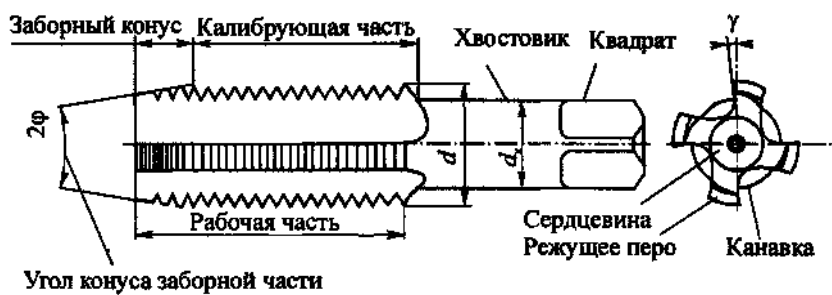 Заборный конус
Калибрующая часть
Хвостовик
Квадрат
γ
2φ
d
d₁
Рабочая часть
Сердцевина
Режущее перо
Канавка
Угол конуса заборной части